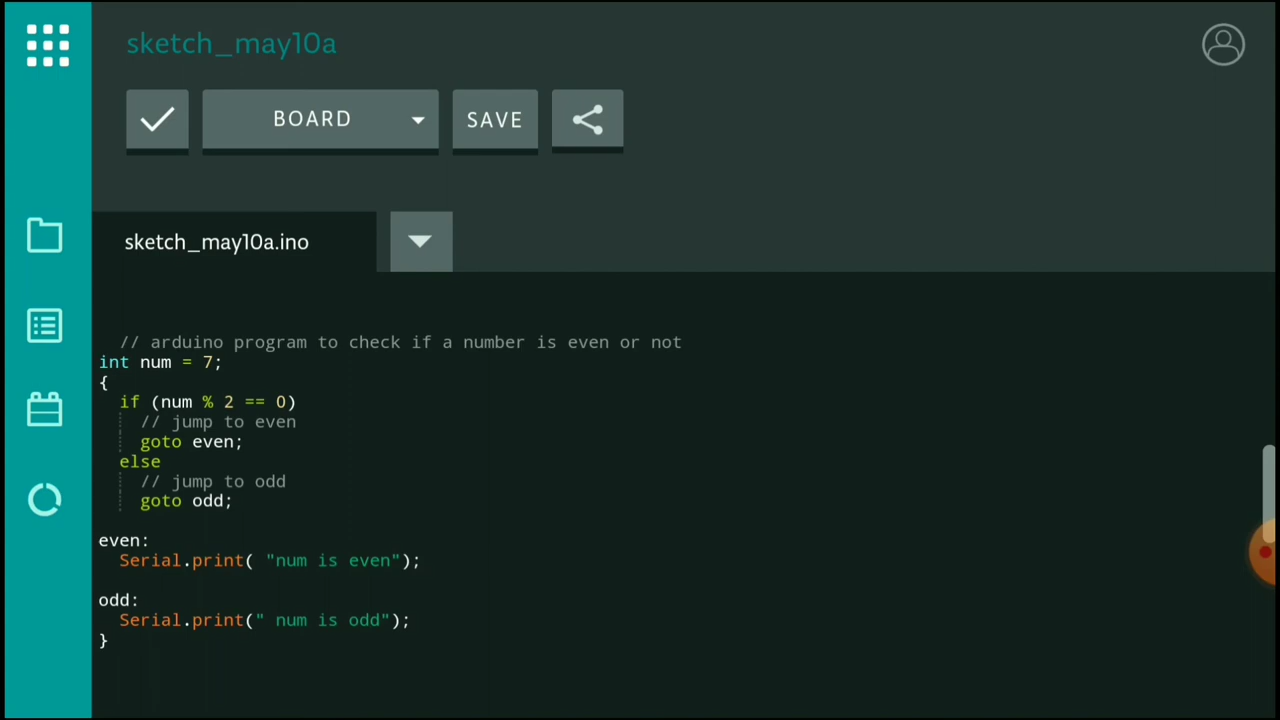 sketch_may10a
BOARD
SAVE
sketch_may10a.ino
// arduino program to check if a number is even or not
int num = 7;
{
if (num % 2 == 0)
// jump to even
goto even;
else
// jump to odd
goto odd;
even:
Serial.print( "num is even");
odd:
Serial.print(" num is odd");
}